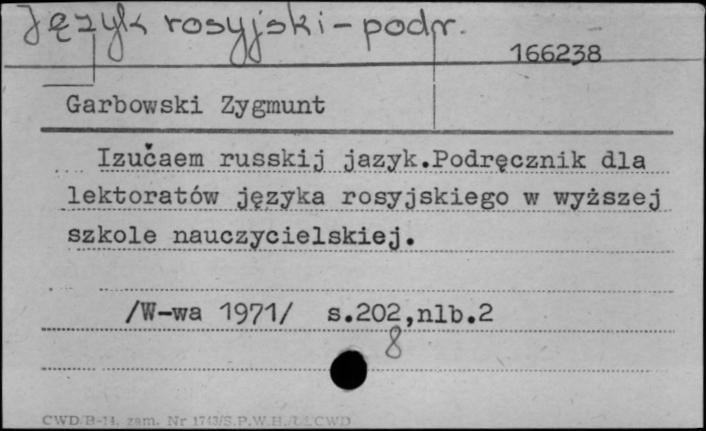 Język rosyjski - podr.
166238
Garbowski Zygmunt
Izučaem russkij jazyk.Podręcznik dla
lektoratów języka rosyjskiego w wyższej
szkole nauczycielskiej.
/W-wa 1971/ s.202,nlb.2
8
CWD/B-14. zam. Nr 1743/S.P.W.H./ CWD